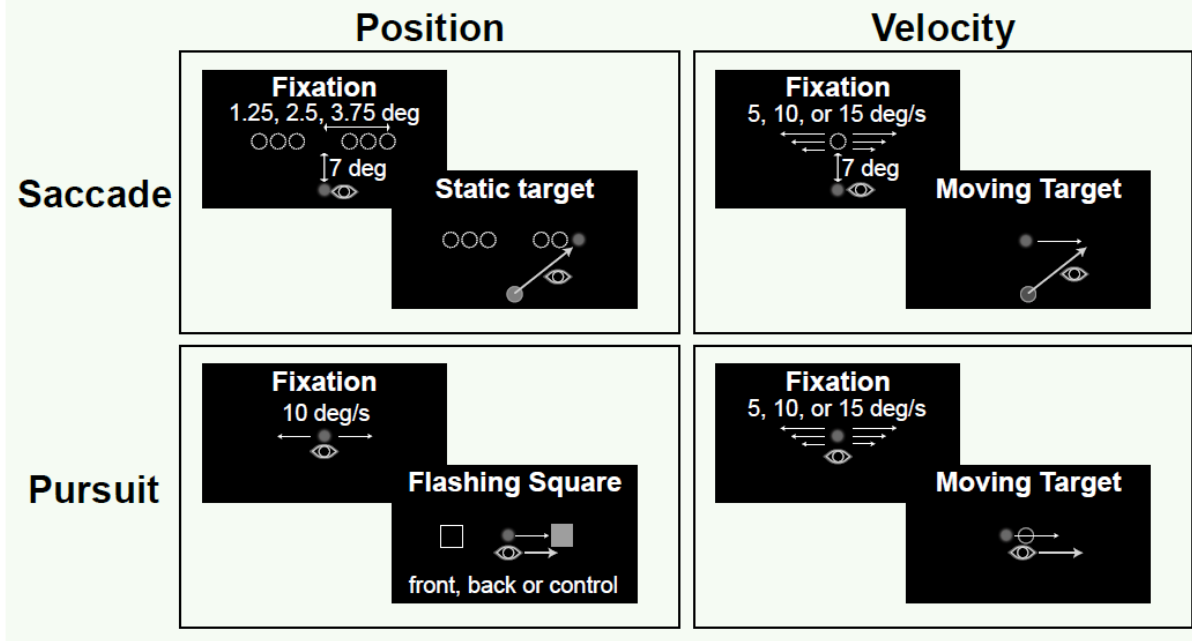 Position
Velocity
Saccade
Fixation
1.25, 2.5, 3.75 deg
7 deg
Static target
Fixation
5, 10, or 15 deg/s
7 deg
Moving Target
Pursuit
Fixation
10 deg/s
Flashing Square
front, back or control
Fixation
5, 10, or 15 deg/s
Moving Target